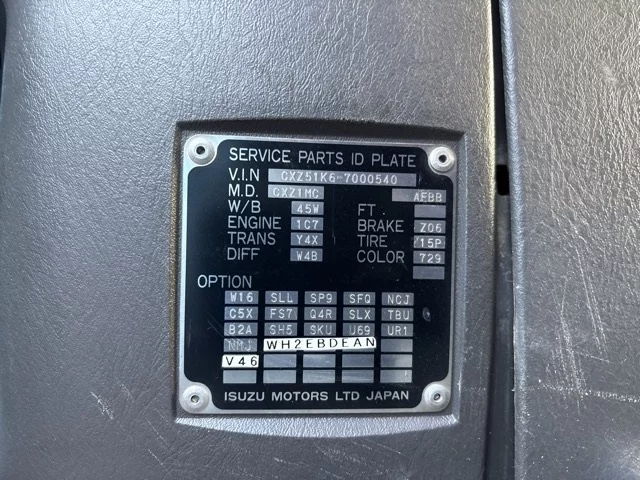 SERVICE PARTS ID PLATE
V.I.N CXZ51K6-7000540
M.D. CXZ1MC AFBB
W/B 45W FT
ENGINE 1C7 BRAKE Z06
TRANS Y4X TIRE 715P
DIFF W4B COLOR 729
OPTION
W16 SLL SP9 SFQ NCJ
C5X FS7 Q4R SLX TBU
B2A SH5 SKU U69 UR1
NMJ WH2EBDEAN
V46
ISUZU MOTORS LTD JAPAN